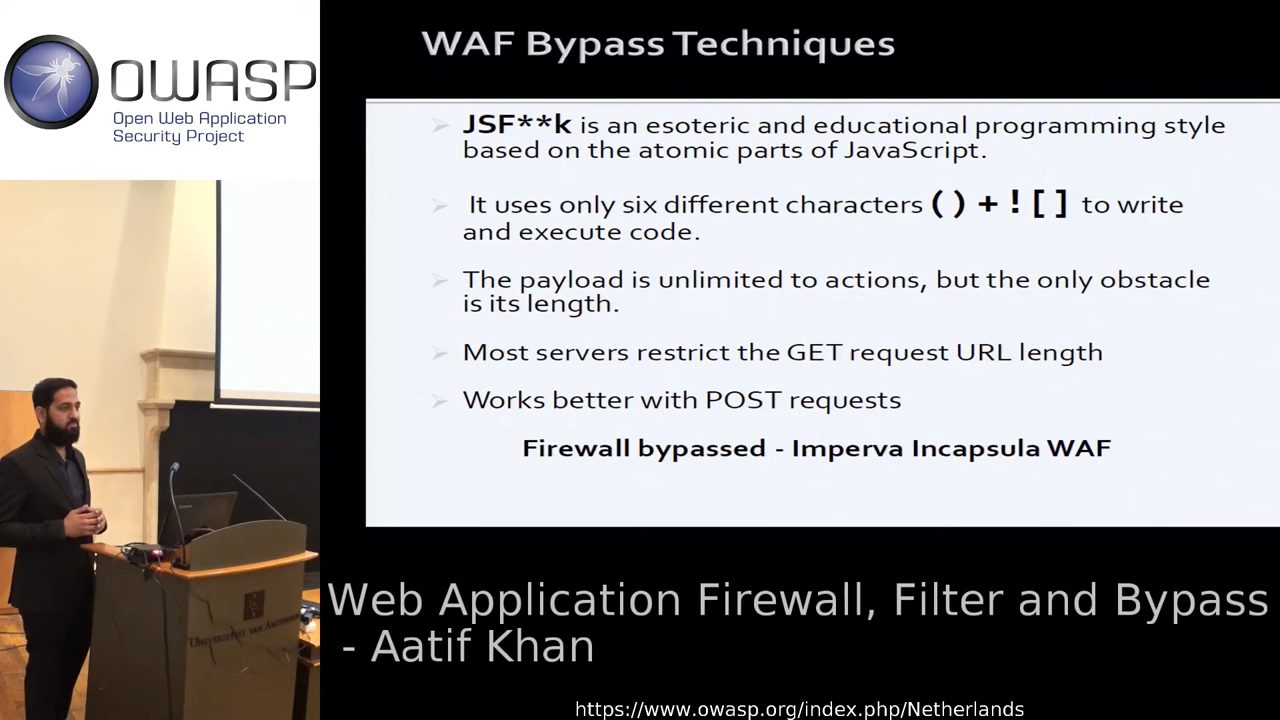 OWASP
Open Web Application
Security Project
WAF Bypass Techniques
JSF**k is an esoteric and educational programming style
based on the atomic parts of JavaScript.
It uses only six different characters ( ) + ! [ ] to write
and execute code.
The payload is unlimited to actions, but the only obstacle
is its length.
Most servers restrict the GET request URL length
Works better with POST requests
Firewall bypassed - Imperva Incapsula WAF
UNIVERSITEIT VAN AMSTERDAM
Web Application Firewall, Filter and Bypass
- Aatif Khan
https://www.owasp.org/index.php/Netherlands